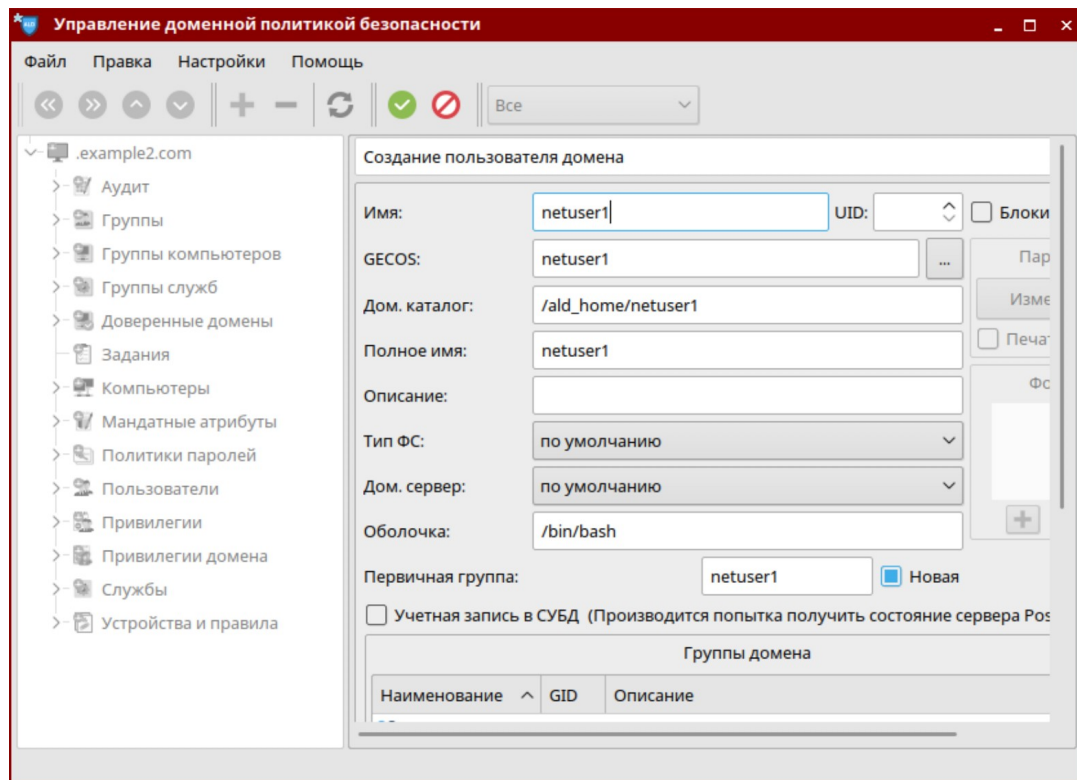 Управление доменной политикой безопасности
Файл Правка Настройки Помощь
Все
.example2.com
Аудит
Группы
Группы компьютеров
Группы служб
Доверенные домены
Задания
Компьютеры
Мандатные атрибуты
Политики паролей
Пользователи
Привилегии
Привилегии домена
Службы
Устройства и правила
Создание пользователя домена
Имя: netuser1 UID: Блоки
GECOS: netuser1 ... Пар
Изме
Дом. каталог: /ald_home/netuser1
Печат
Полное имя: netuser1
Фо
Описание:
Тип ФС: по умолчанию
Дом. сервер: по умолчанию
Оболочка: /bin/bash
Первичная группа: netuser1 Новая
Учетная запись в СУБД (Производится попытка получить состояние сервера Pos
Группы домена
Наименование GID Описание